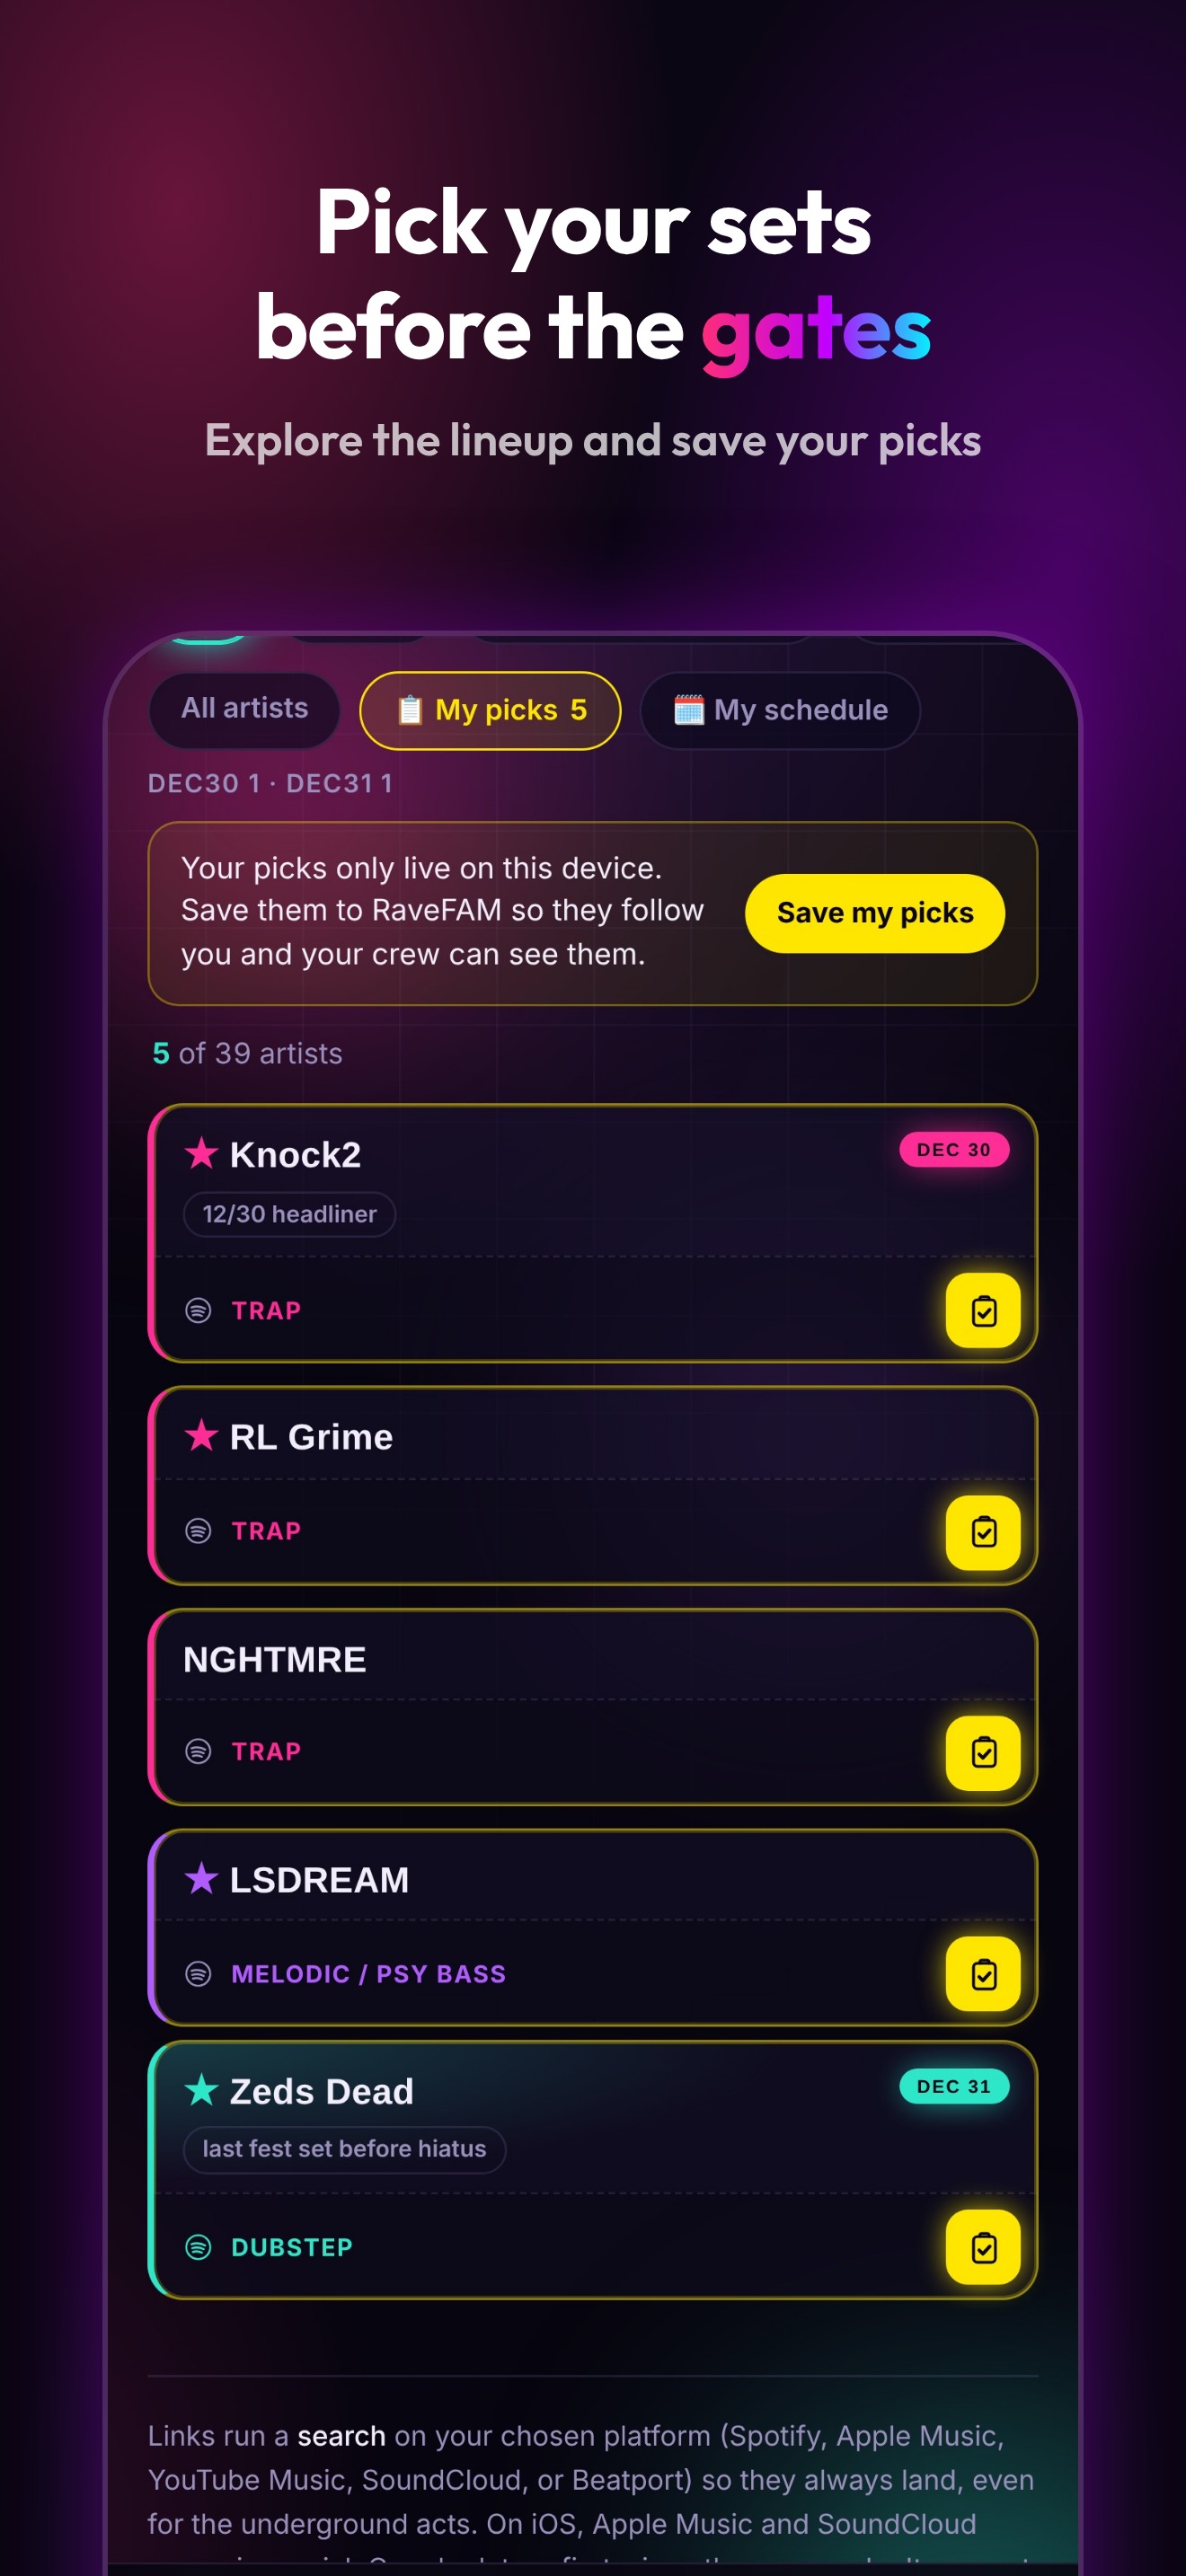 Pick your sets
before the gates
Explore the lineup and save your picks
All artists
📋 My picks 5
🗓️ My schedule
DEC30 1 · DEC31 1
Your picks only live on this device.
Save them to RaveFAM so they follow
you and your crew can see them.
Save my picks
5 of 39 artists
★ Knock2
DEC 30
12/30 headliner
TRAP
★ RL Grime
TRAP
NGHTMRE
TRAP
★ LSDREAM
MELODIC / PSY BASS
★ Zeds Dead
DEC 31
last fest set before hiatus
DUBSTEP
Links run a search on your chosen platform (Spotify, Apple Music,
YouTube Music, SoundCloud, or Beatport) so they always land, even
for the underground acts. On iOS, Apple Music and SoundCloud